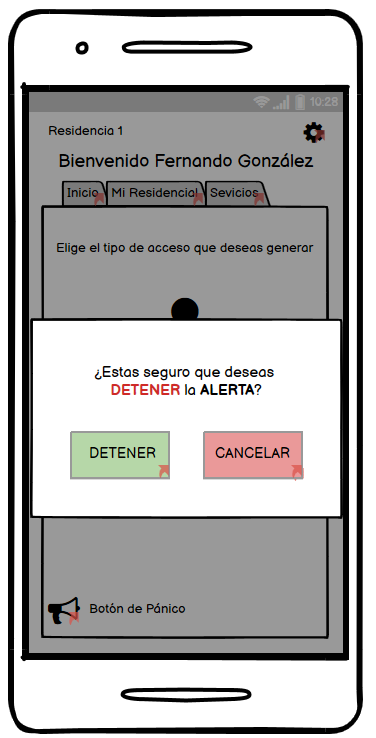 10:28
Residencia 1
Bienvenido Fernando González
Inicio Mi Residencial Sevicios
Elige el tipo de acceso que deseas generar
¿Estas seguro que deseas
DETENER la ALERTA?
DETENER CANCELAR
Botón de Pánico